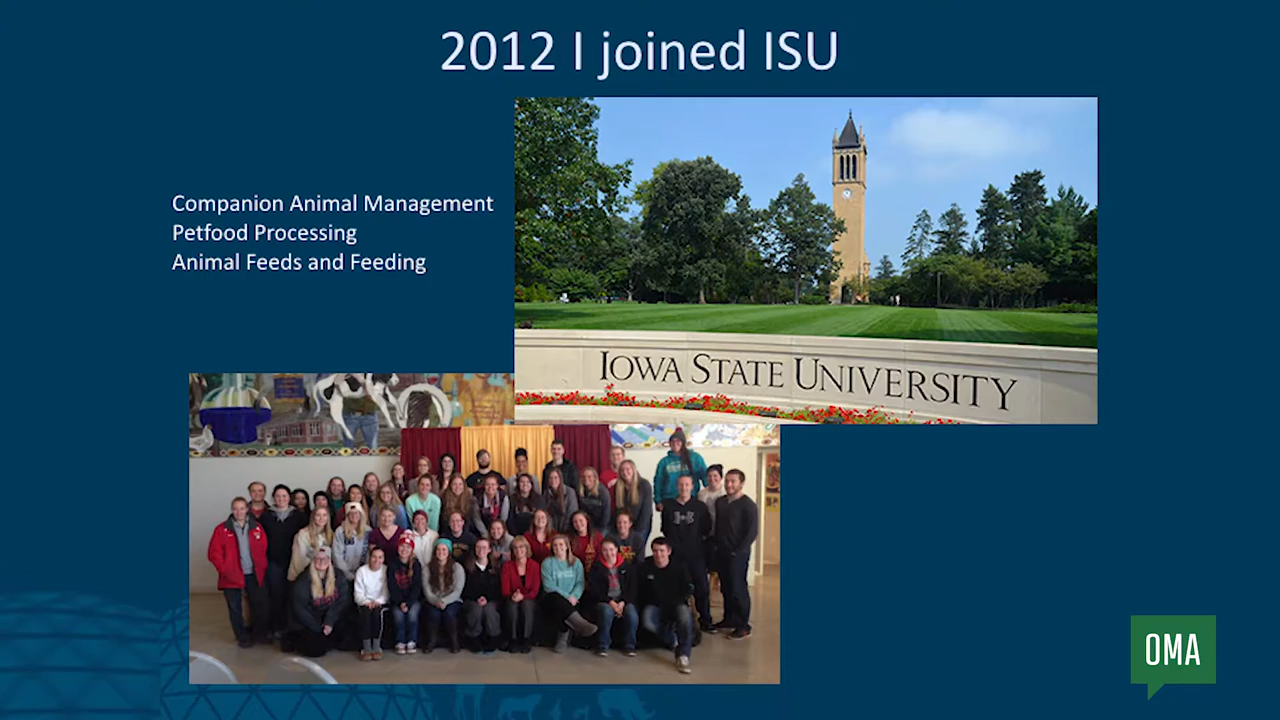 2012 I joined ISU
Companion Animal Management
Petfood Processing
Animal Feeds and Feeding
IOWA STATE UNIVERSITY
OMA